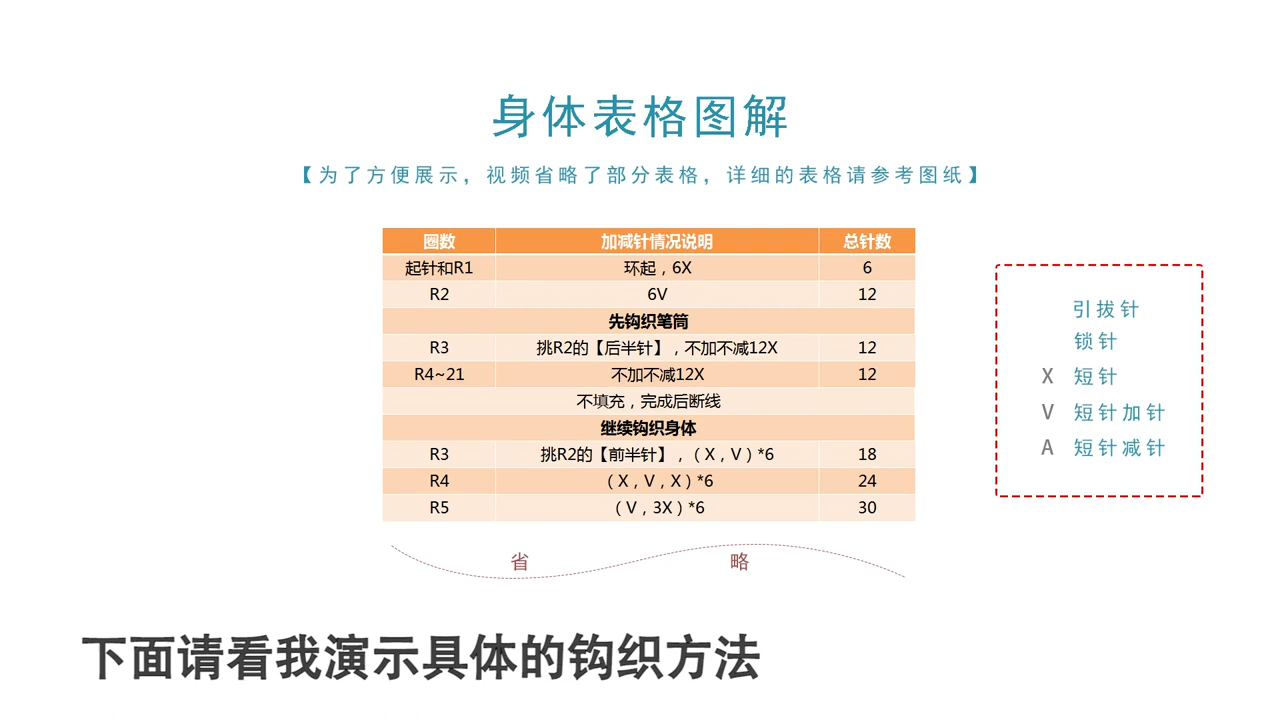 身体表格图解
【为了方便展示，视频省略了部分表格，详细的表格请参考图纸】
圈数 加减针情况说明 总针数
起针和R1 环起，6X 6
R2 6V 12
先钩织笔筒
R3 挑R2的【后半针】，不加不减12X 12
R4~21 不加不减12X 12
不填充，完成后断线
继续钩织身体
R3 挑R2的【前半针】，（X，V）*6 18
R4 （X，V，X）*6 24
R5 （V，3X）*6 30
省 略
引拔针
锁针
X 短针
V 短针加针
A 短针减针
下面请看我演示具体的钩织方法